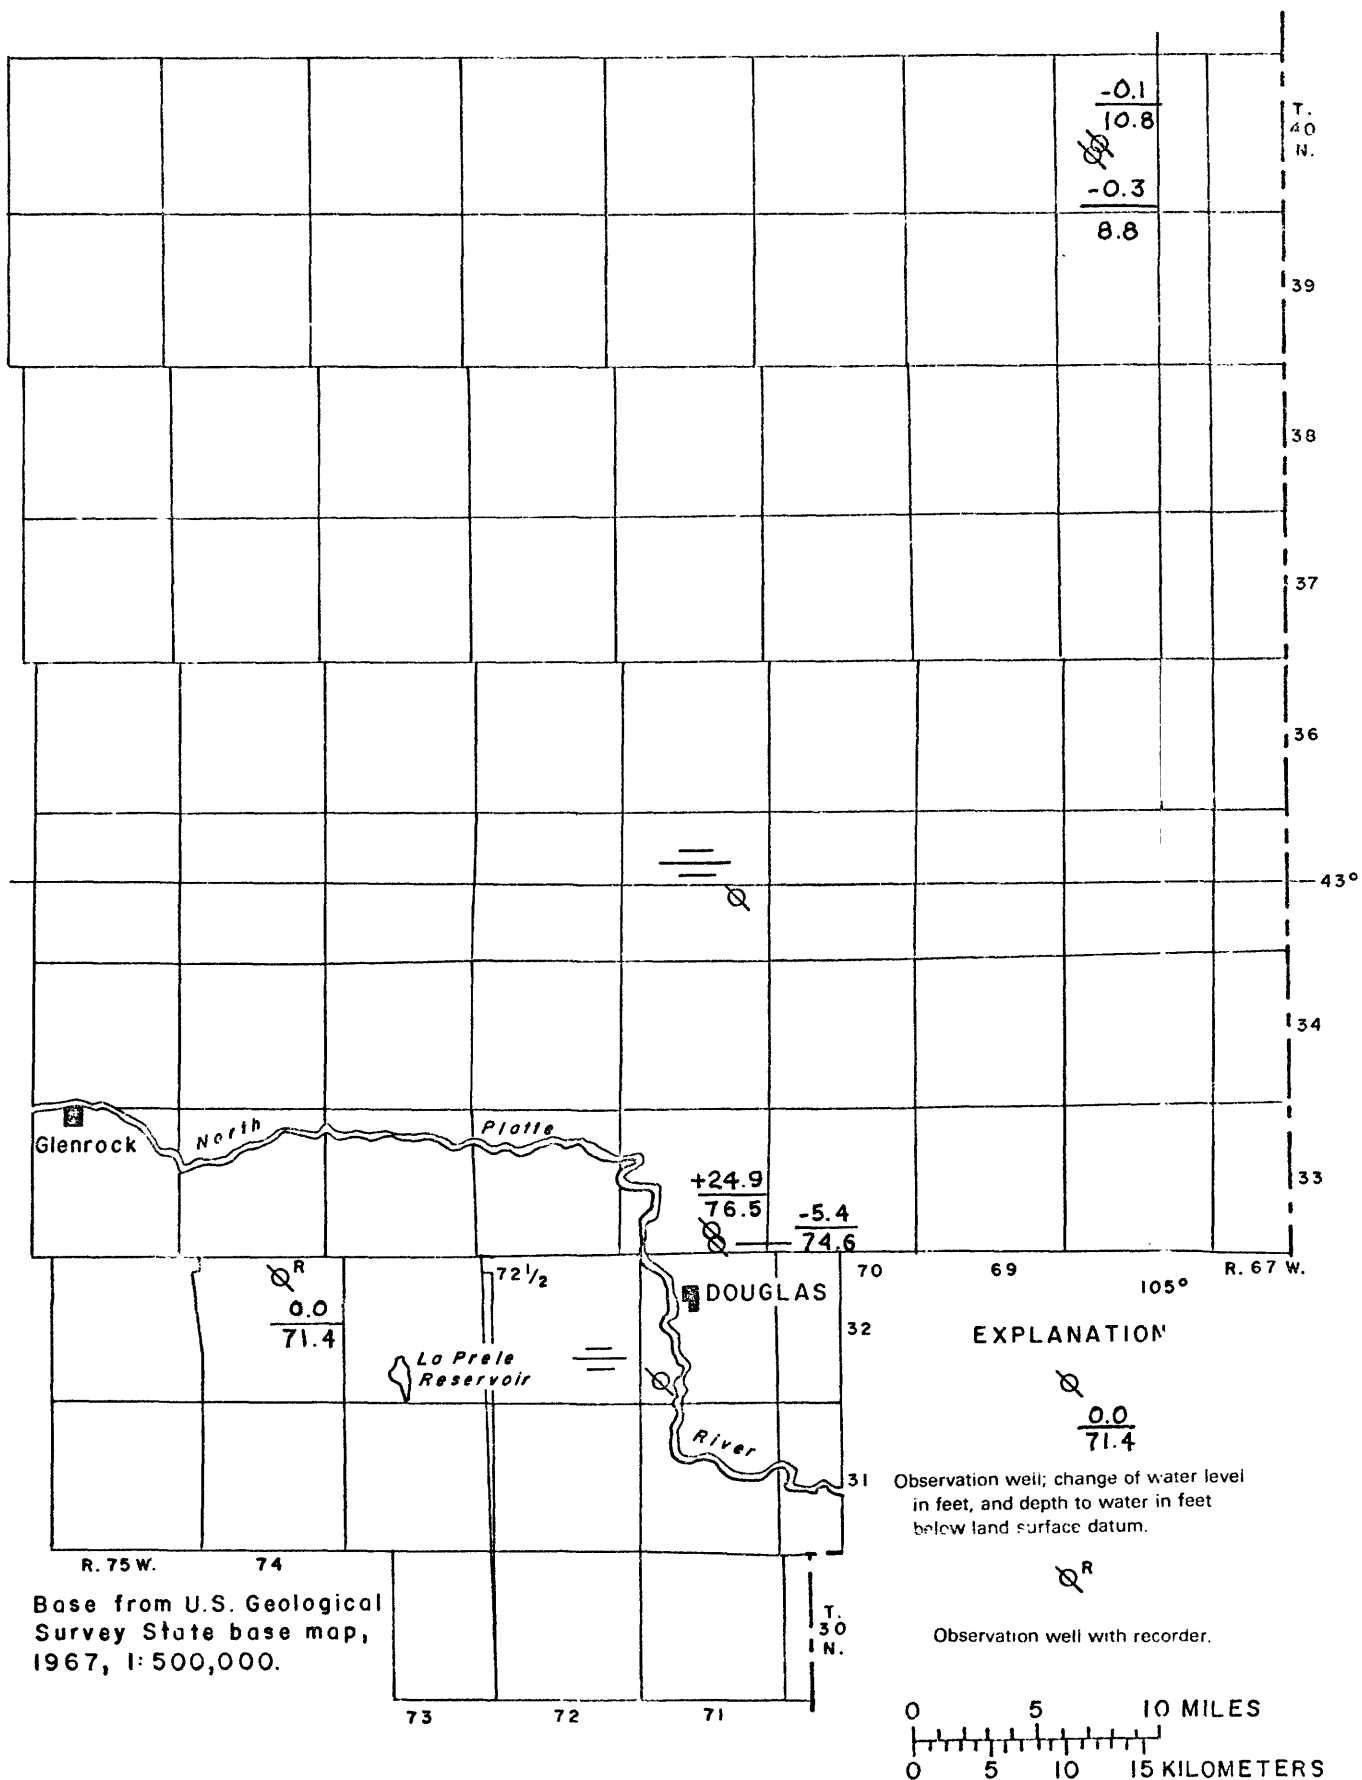 -0.1
10.8
T.
40
N.
-0.3
8.8
39
38
37
36
43°
34
Glenrock
North
Platte
33
+24.9
76.5
-5.4
74.6
R
0.0
71.4
72 1/2
DOUGLAS
70
69
R. 67 W.
105°
32
La Prele
Reservoir
River
31
EXPLANATION
0.0
71.4
Observation well; change of water level
in feet, and depth to water in feet
below land surface datum.
R
Observation well with recorder.
R. 75 W.
74
Base from U.S. Geological
Survey State base map,
1967, 1:500,000.
T.
30
N.
73
72
71
0 5 10 MILES
0 5 10 15 KILOMETERS